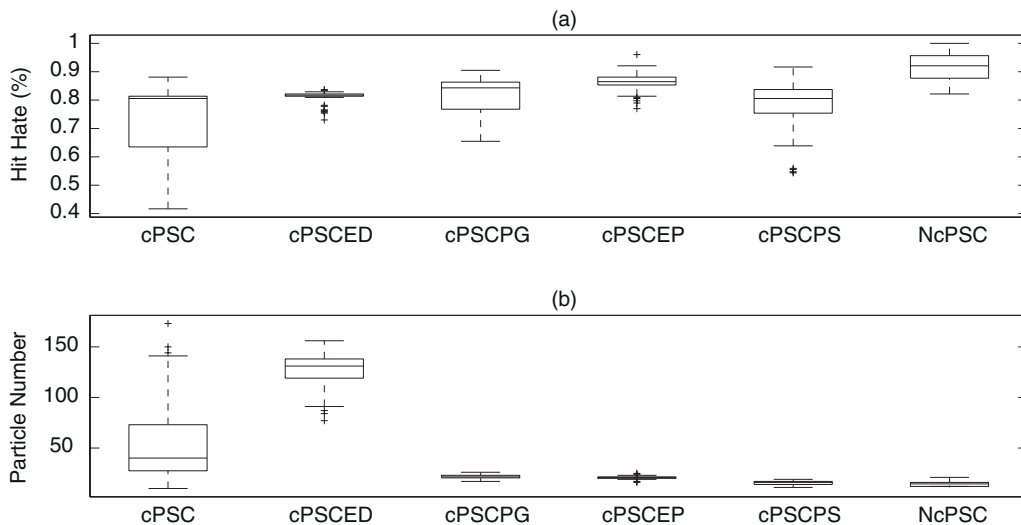 (a)
Hit Hate (%)
1
0.9
0.8
0.7
0.6
0.5
0.4
cPSC cPSCED cPSCPG cPSCEP cPSCPS NcPSC
(b)
Particle Number
150
100
50
cPSC cPSCED cPSCPG cPSCEP cPSCPS NcPSC